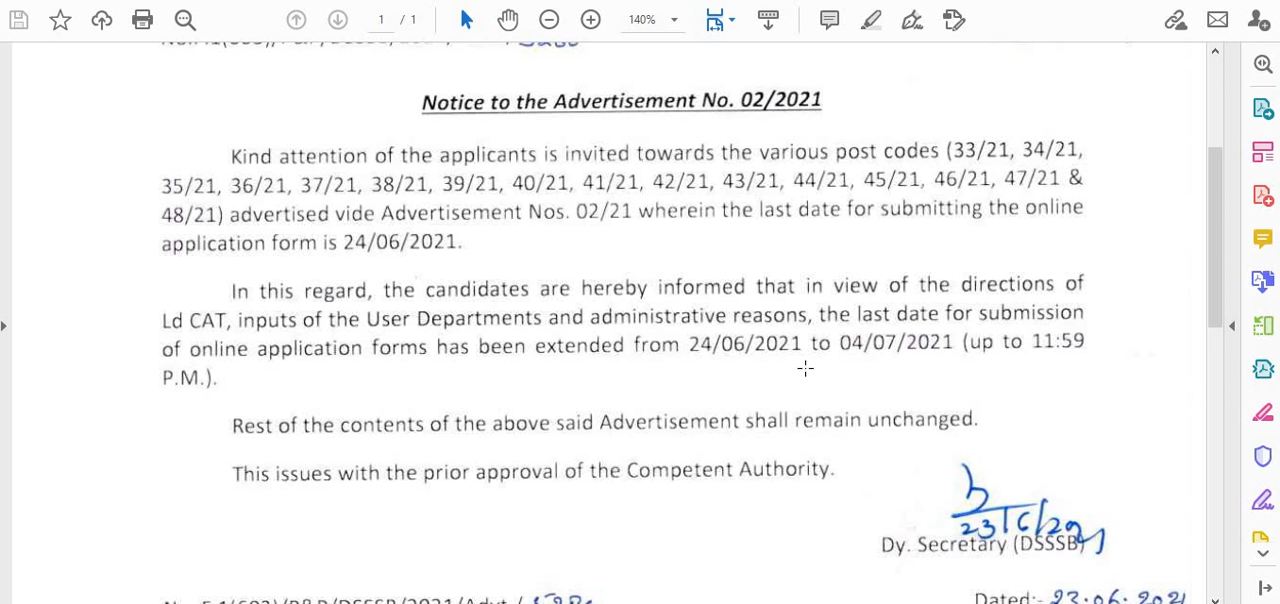 1 / 1
140%
Notice to the Advertisement No. 02/2021
Kind attention of the applicants is invited towards the various post codes (33/21, 34/21,
35/21, 36/21, 37/21, 38/21, 39/21, 40/21, 41/21, 42/21, 43/21, 44/21, 45/21, 46/21, 47/21 &
48/21) advertised vide Advertisement Nos. 02/21 wherein the last date for submitting the online
application form is 24/06/2021.
In this regard, the candidates are hereby informed that in view of the directions of
Ld CAT, inputs of the User Departments and administrative reasons, the last date for submission
of online application forms has been extended from 24/06/2021 to 04/07/2021 (up to 11:59
P.M.).
Rest of the contents of the above said Advertisement shall remain unchanged.
This issues with the prior approval of the Competent Authority.
23/6/2021
Dy. Secretary (DSSSB)
Dated:- 23.06.2021